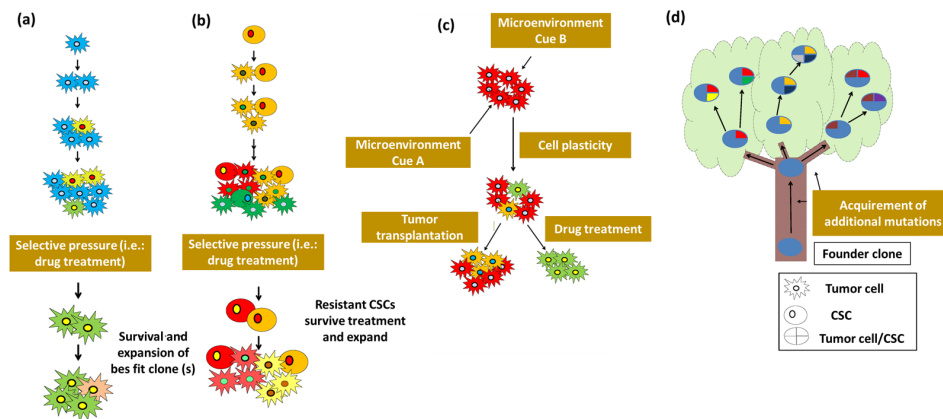 (a)
Selective pressure (i.e.:
drug treatment)
Survival and
expansion of
bes fit clone (s)
(b)
Selective pressure (i.e.:
drug treatment)
Resistant CSCs
survive treatment
and expand
(c)
Microenvironment
Cue B
Microenvironment
Cue A
Cell plasticity
Tumor
transplantation
Drug treatment
(d)
Acquirement of
additional mutations
Founder clone
Tumor cell
CSC
Tumor cell/CSC